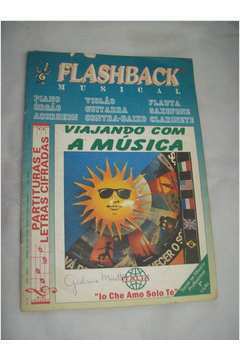 FLASHBACK
MUSICAL
PIANO VIOLÃO FLAUTA
ÓRGÃO GUITARRA SAXOFONE
ACORDEON CONTRA-BAIXO CLARINETE
VIAJANDO COM
A MÚSICA
PARTITURAS E
LETRAS CIFRADAS
ITALIA
"Io Che Amo Solo Te"